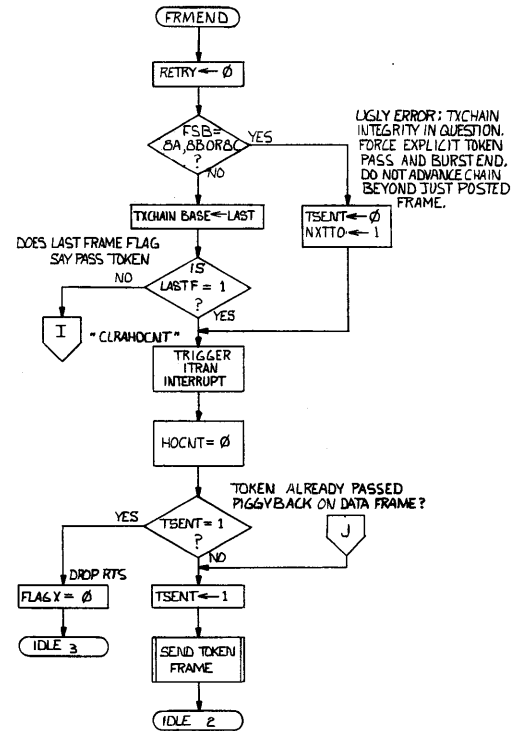 FRMEND
RETRY ← Ø
FSB=
8A,8BOR8C
?
YES
NO
UGLY ERROR: TXCHAIN
INTEGRITY IN QUESTION.
FORCE EXPLICIT TOKEN
PASS AND BURST END.
DO NOT ADVANCE CHAIN
BEYOND JUST POSTED
FRAME.
TXCHAIN BASE←LAST
TSENT←Ø
NXTTO←1
DOES LAST FRAME FLAG
SAY PASS TOKEN
IS
LASTF = 1
?
NO
YES
I
"CLRAHOCNT"
TRIGGER
ITRAN
INTERRUPT
HOCNT=Ø
TOKEN ALREADY PASSED
PIGGYBACK ON DATA FRAME?
J
TSENT=1
?
YES
NO
DROP RTS
FLAGX=Ø
TSENT←1
IDLE 3
SEND TOKEN
FRAME
IDLE 2